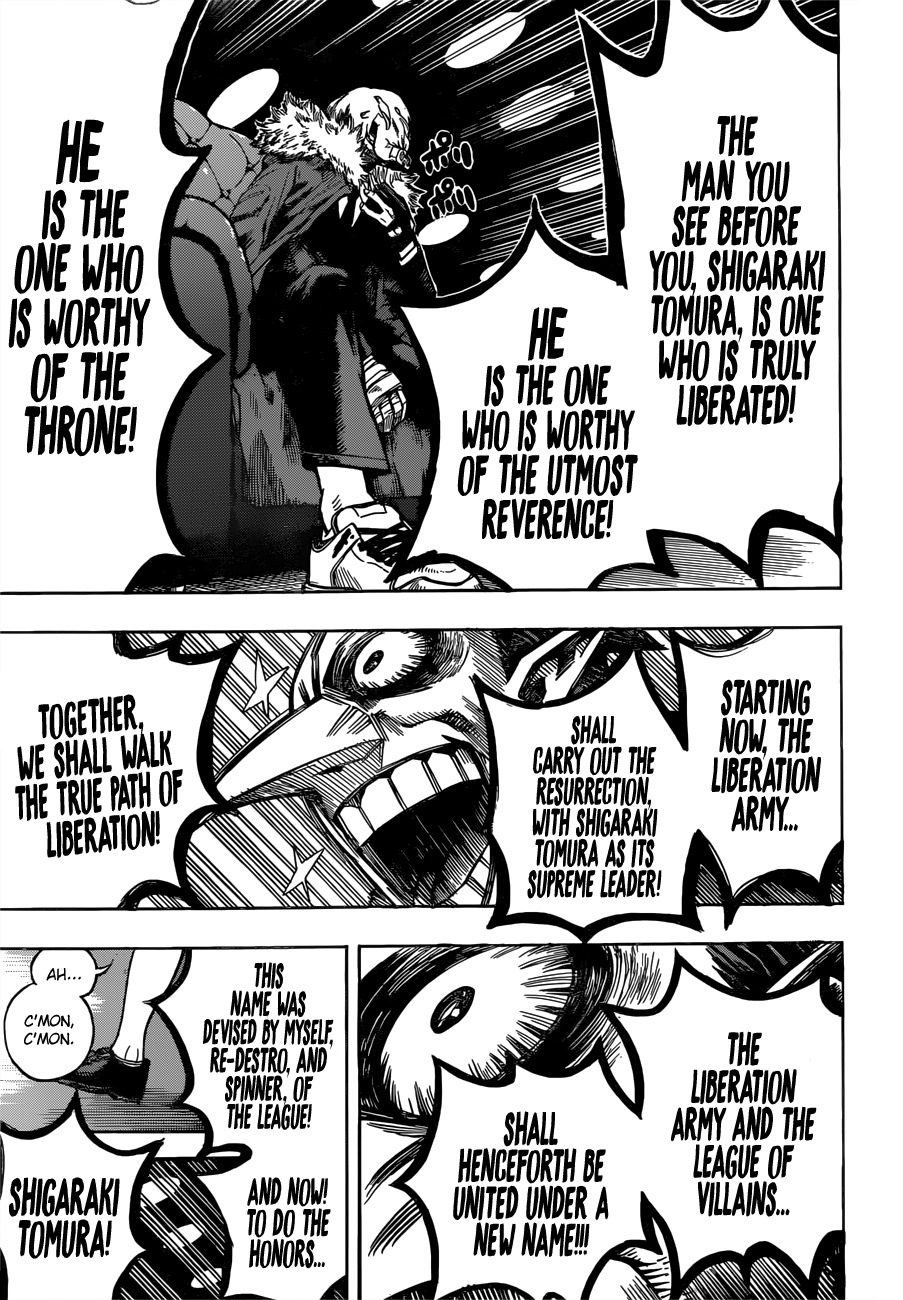 THE
MAN YOU
SEE BEFORE
YOU, SHIGARAKI
TOMURA, IS ONE
WHO IS TRULY
LIBERATED!
HE
IS THE ONE
WHO IS WORTHY
OF THE UTMOST
REVERENCE!
ポリ
ポリ
HE
IS THE
ONE WHO
IS WORTHY
OF THE
THRONE!
STARTING
NOW, THE
LIBERATION
ARMY...
SHALL
CARRY OUT THE
RESURRECTION,
WITH SHIGARAKI
TOMURA AS ITS
SUPREME LEADER!
TOGETHER,
WE SHALL WALK
THE TRUE PATH OF
LIBERATION!
THE
LIBERATION
ARMY AND THE
LEAGUE OF
VILLAINS...
SHALL
HENCEFORTH BE
UNITED UNDER A
NEW NAME!!!
THIS
NAME WAS
DEVISED BY MYSELF,
RE-DESTRO, AND
SPINNER, OF
THE LEAGUE!
AH...
C'MON,
C'MON.
AND NOW!
TO DO THE
HONORS...
SHIGARAKI
TOMURA!